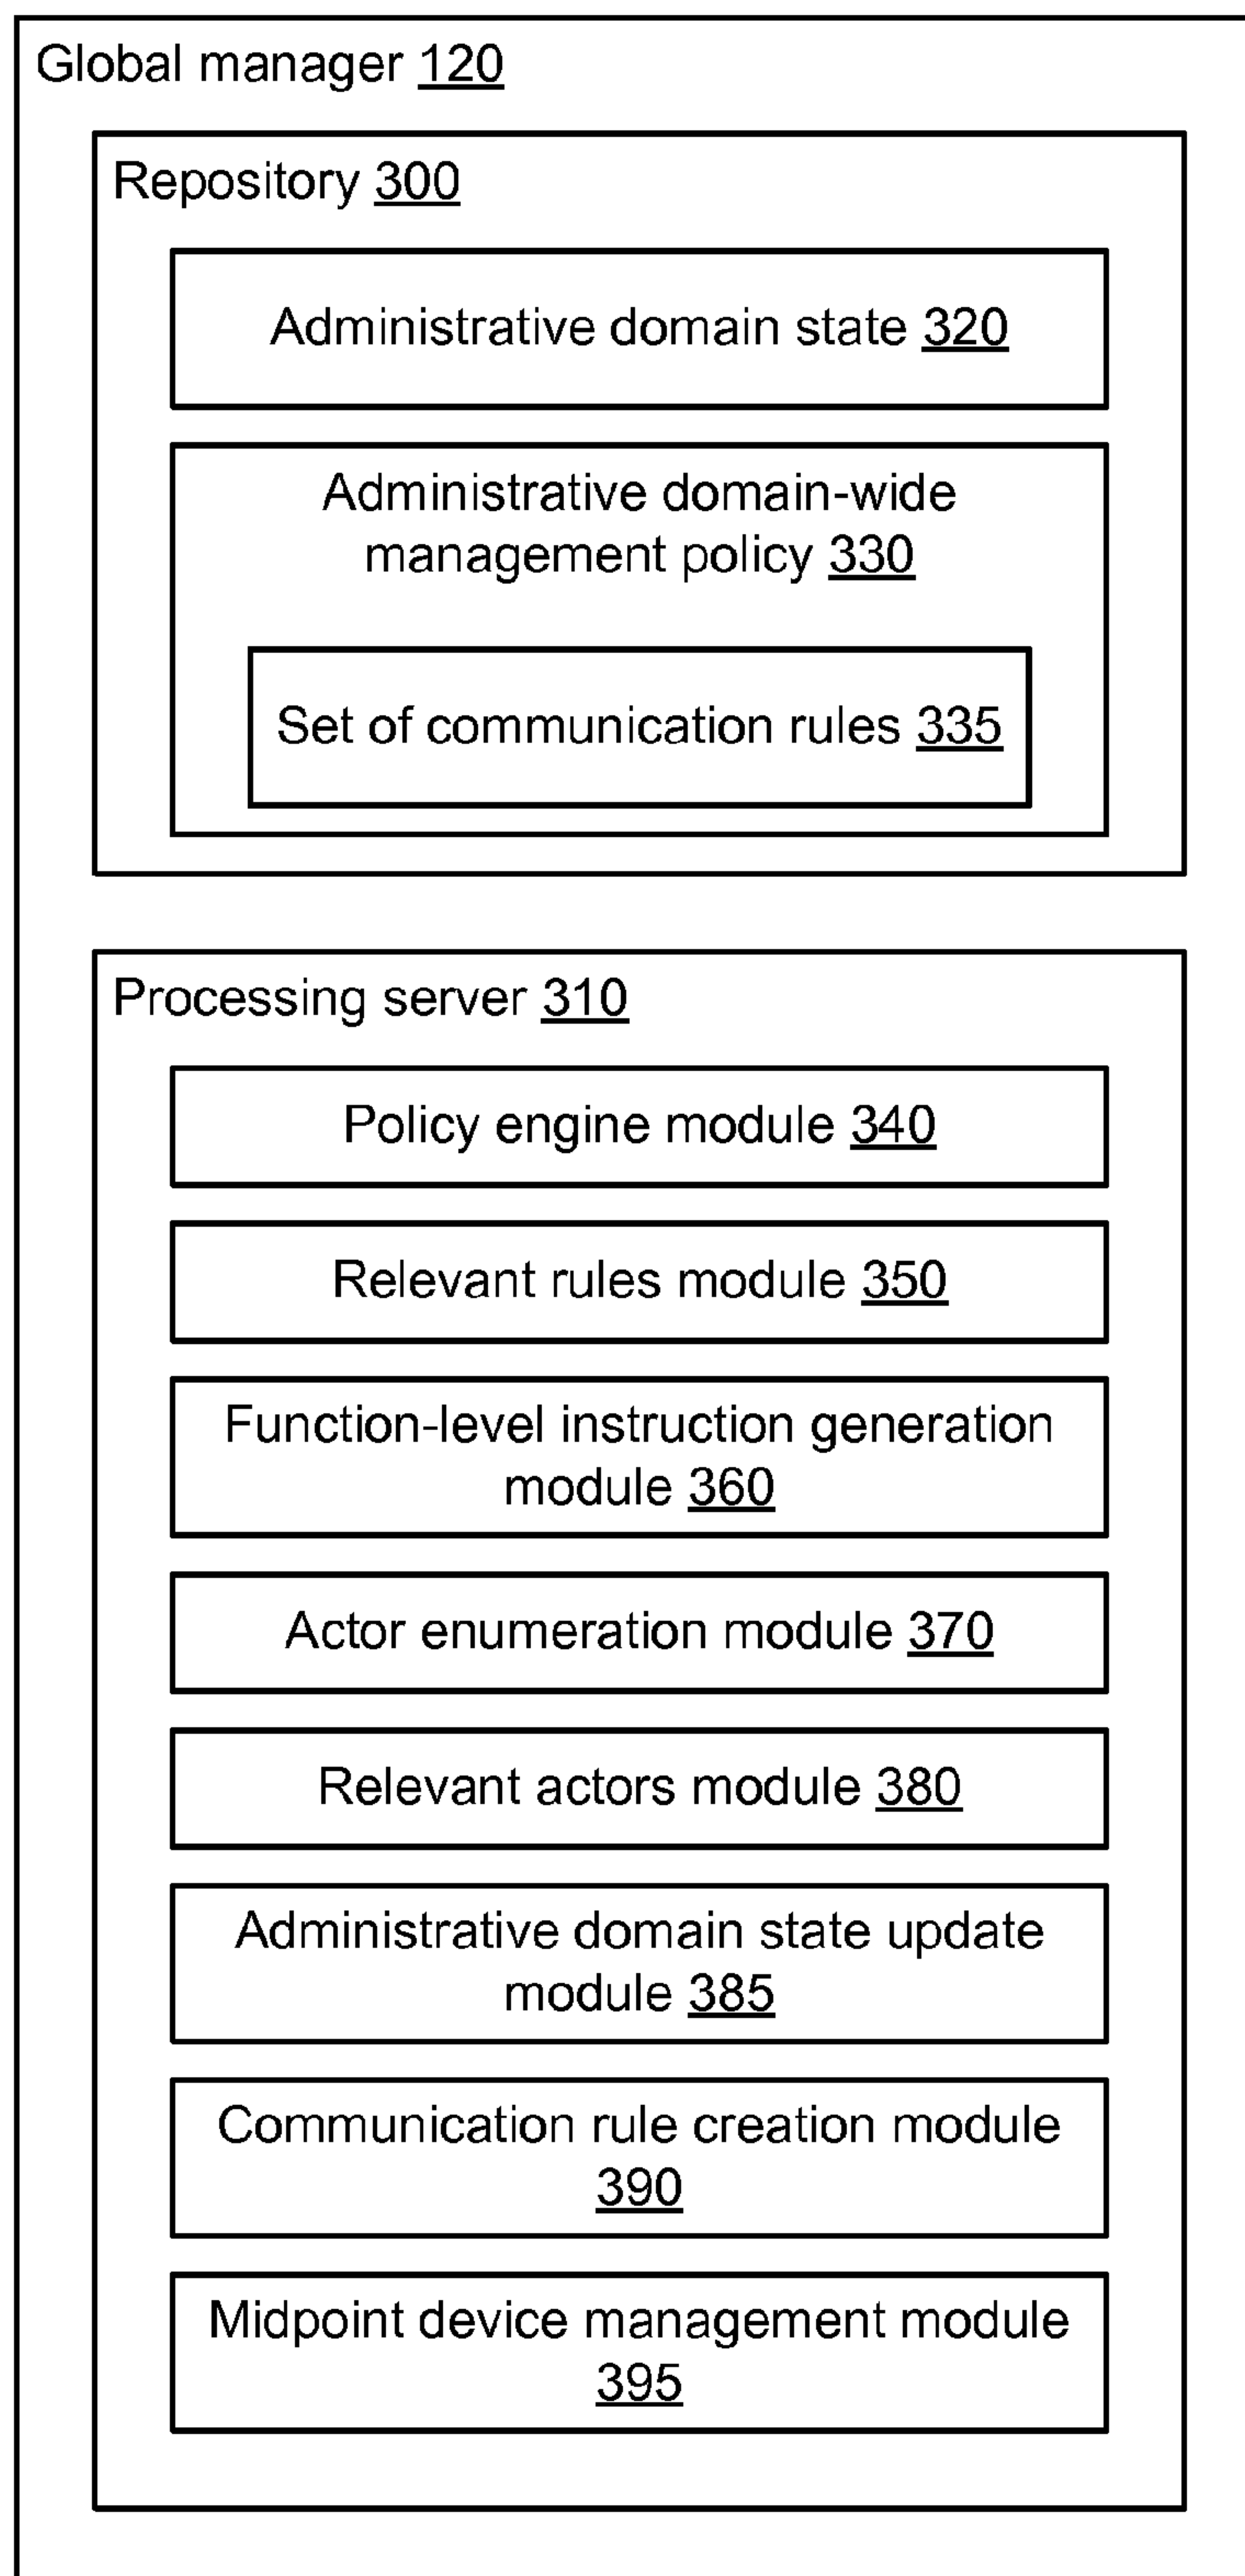 Global manager 120
Repository 300
Administrative domain state 320
Administrative domain-wide
management policy 330
Set of communication rules 335
Processing server 310
Policy engine module 340
Relevant rules module 350
Function-level instruction generation
module 360
Actor enumeration module 370
Relevant actors module 380
Administrative domain state update
module 385
Communication rule creation module
390
Midpoint device management module
395